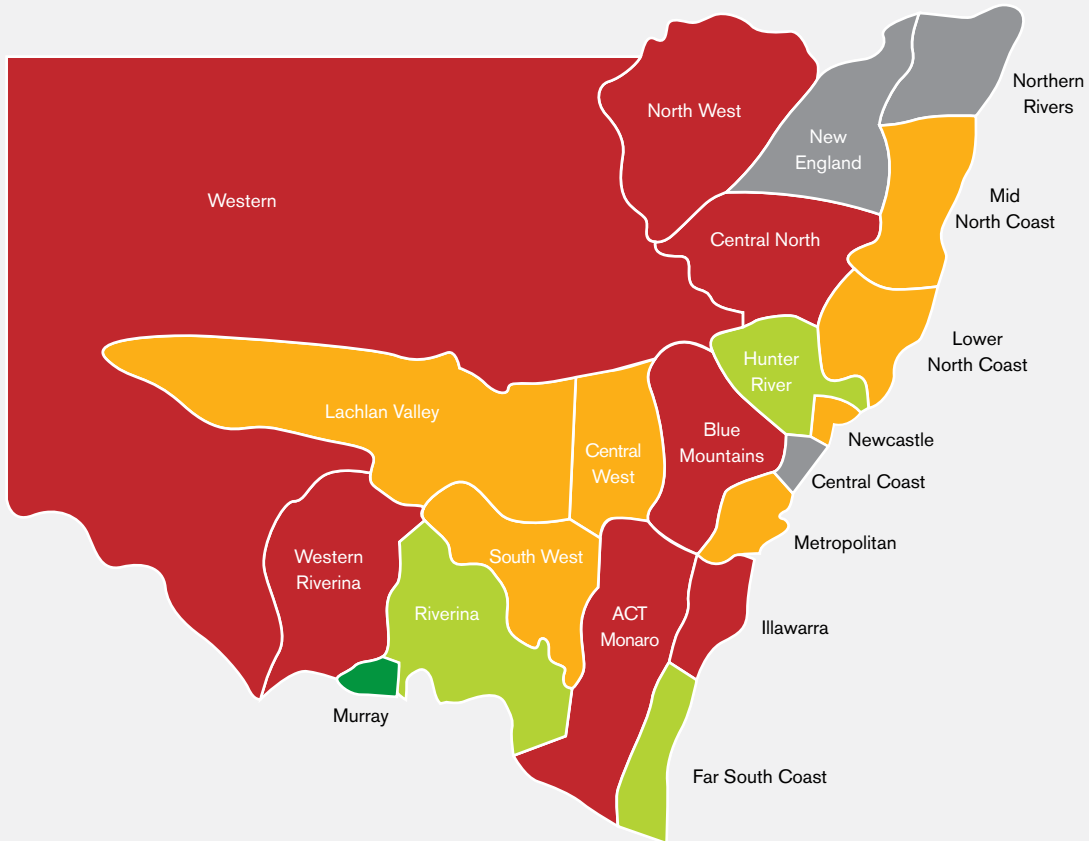 North West
Northern
Rivers
New
England
Western
Mid
North Coast
Central North
Lower
North Coast
Hunter
River
Lachlan Valley
Blue
Mountains
Newcastle
Central
West
Central Coast
Metropolitan
South West
Western
Riverina
Riverina
ACT
Monaro
Illawarra
Murray
Far South Coast